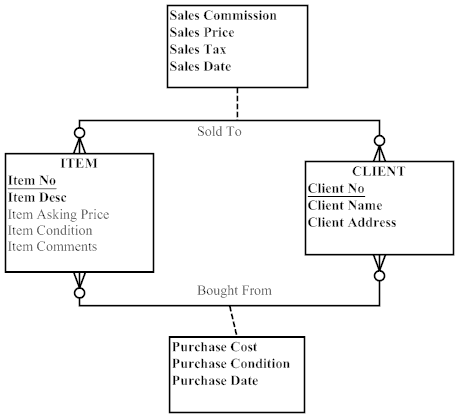 Sales Commission
Sales Price
Sales Tax
Sales Date
Sold To
ITEM
Item No
Item Desc
Item Asking Price
Item Condition
Item Comments
CLIENT
Client No
Client Name
Client Address
Bought From
Purchase Cost
Purchase Condition
Purchase Date